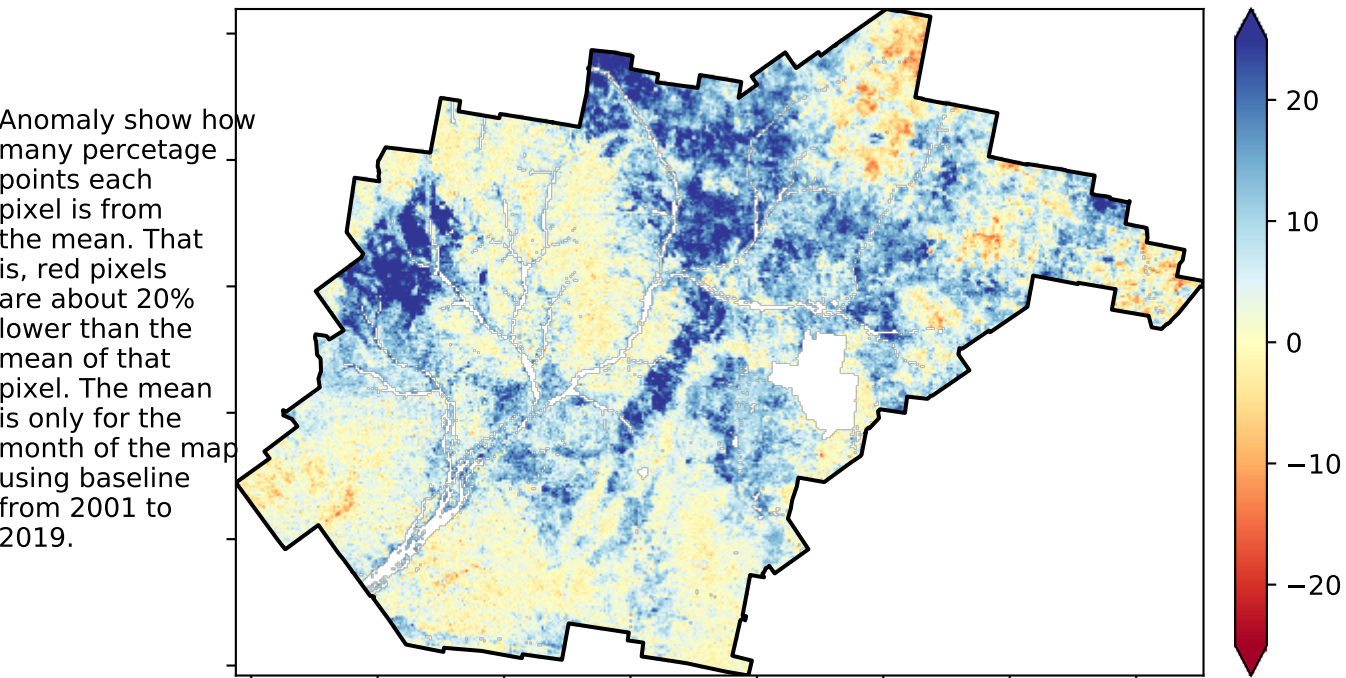 Anomaly show how
many percetage
points each
pixel is from
the mean. That
is, red pixels
are about 20%
lower than the
mean of that
pixel. The mean
is only for the
month of the map
using baseline
from 2001 to
2019.
20
10
0
−10
−20